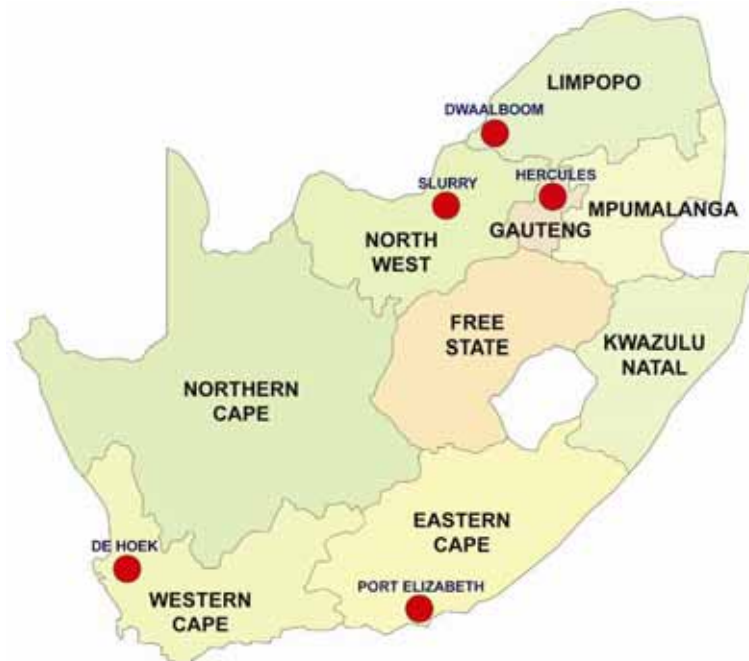 LIMPOPO
DWAALBOOM
SLURRY
HERCULES
MPUMALANGA
GAUTENG
NORTH
WEST
FREE
STATE
KWAZULU
NATAL
NORTHERN
CAPE
EASTERN
CAPE
DE HOEK
PORT ELIZABETH
WESTERN
CAPE